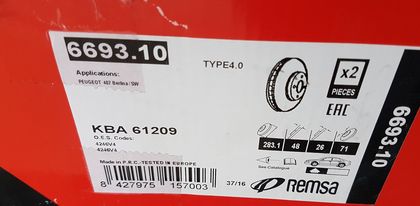 6693.10
Applications:
PEUGEOT 407 Berlina/SW
TYPE4.0
x2
PIECES
EAC
KBA 61209
O.E.S. Codes:
4246V4
4246V4
283.1 48 26 71
See Catalogue
Made in P.R.C.-TESTED IN EUROPE
8 427975 157003
37/16
Remsa
6693.10